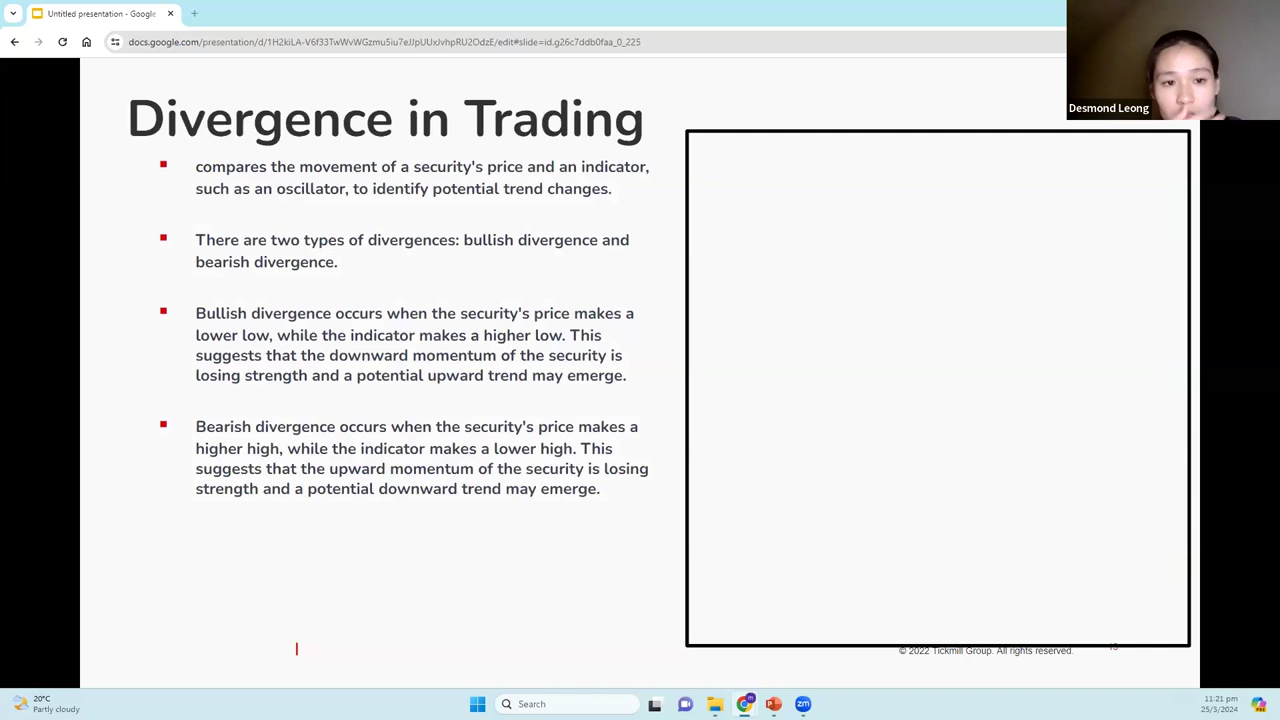 Untitled presentation - Google
docs.google.com/presentation/d/1H2kiLA-V6f33TwWvWGzmu5iu7eJJpUUxJvhpRU2OdzE/edit#slide=id.g26c7ddb0faa_0_225
Desmond Leong
Divergence in Trading
compares the movement of a security's price and an indicator,
such as an oscillator, to identify potential trend changes.
There are two types of divergences: bullish divergence and
bearish divergence.
Bullish divergence occurs when the security's price makes a
lower low, while the indicator makes a higher low. This
suggests that the downward momentum of the security is
losing strength and a potential upward trend may emerge.
Bearish divergence occurs when the security's price makes a
higher high, while the indicator makes a lower high. This
suggests that the upward momentum of the security is losing
strength and a potential downward trend may emerge.
© 2022 Tickmill Group. All rights reserved.
20°C
Partly cloudy
Search
zm
11:21 pm
25/3/2024